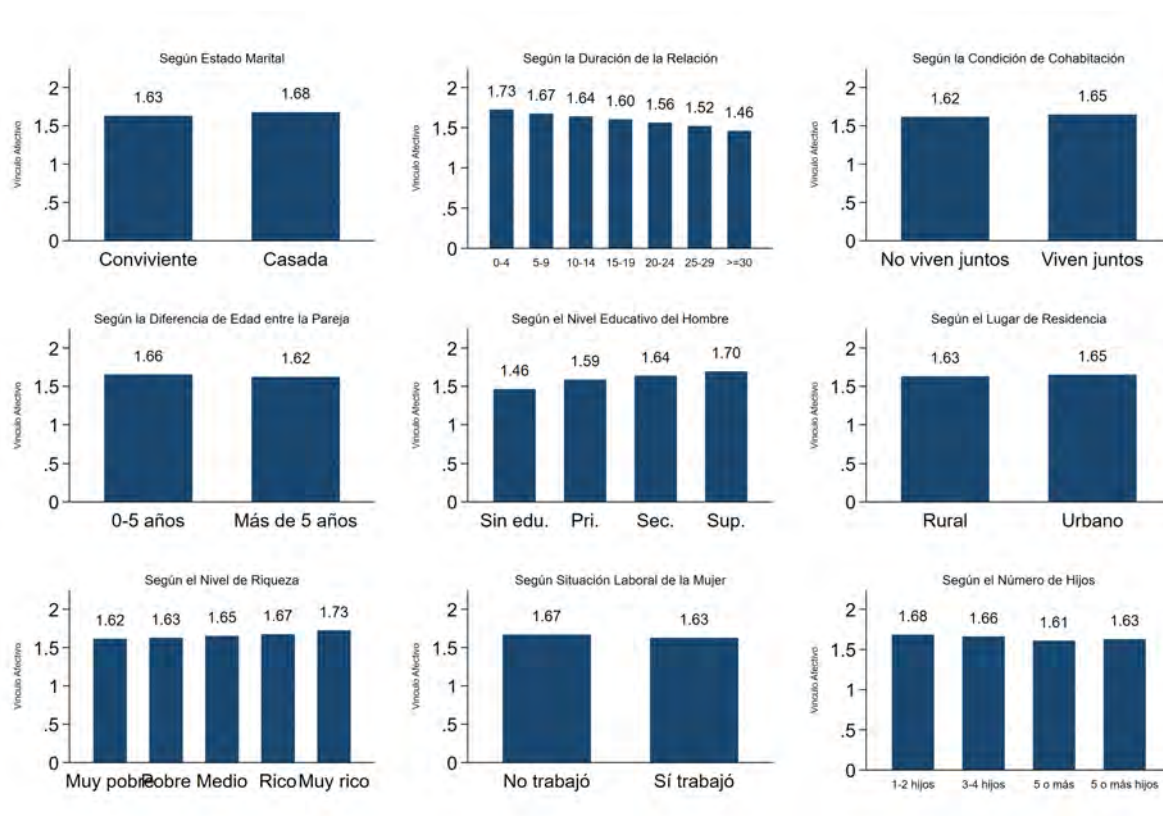 Según Estado Marital
Vínculo Afectivo
2
1.5
1
.5
0
1.63
1.68
Conviviente
Casada
Según la Duración de la Relación
Vínculo Afectivo
2
1.5
1
.5
0
1.73
1.67
1.64
1.60
1.56
1.52
1.46
0-4
5-9
10-14
15-19
20-24
25-29
>=30
Según la Condición de Cohabitación
Vínculo Afectivo
2
1.5
1
.5
0
1.62
1.65
No viven juntos
Viven juntos
Según la Diferencia de Edad entre la Pareja
Vínculo Afectivo
2
1.5
1
.5
0
1.66
1.62
0-5 años
Más de 5 años
Según el Nivel Educativo del Hombre
Vínculo Afectivo
2
1.5
1
.5
0
1.46
1.59
1.64
1.70
Sin edu.
Pri.
Sec.
Sup.
Según el Lugar de Residencia
Vínculo Afectivo
2
1.5
1
.5
0
1.63
1.65
Rural
Urbano
Según el Nivel de Riqueza
Vínculo Afectivo
2
1.5
1
.5
0
1.62
1.63
1.65
1.67
1.73
Muy pobre
Pobre
Medio
Rico
Muy rico
Según Situación Laboral de la Mujer
Vínculo Afectivo
2
1.5
1
.5
0
1.67
1.63
No trabajó
Sí trabajó
Según el Número de Hijos
Vínculo Afectivo
2
1.5
1
.5
0
1.68
1.66
1.61
1.63
1-2 hijos
3-4 hijos
5 o más
5 o más hijos